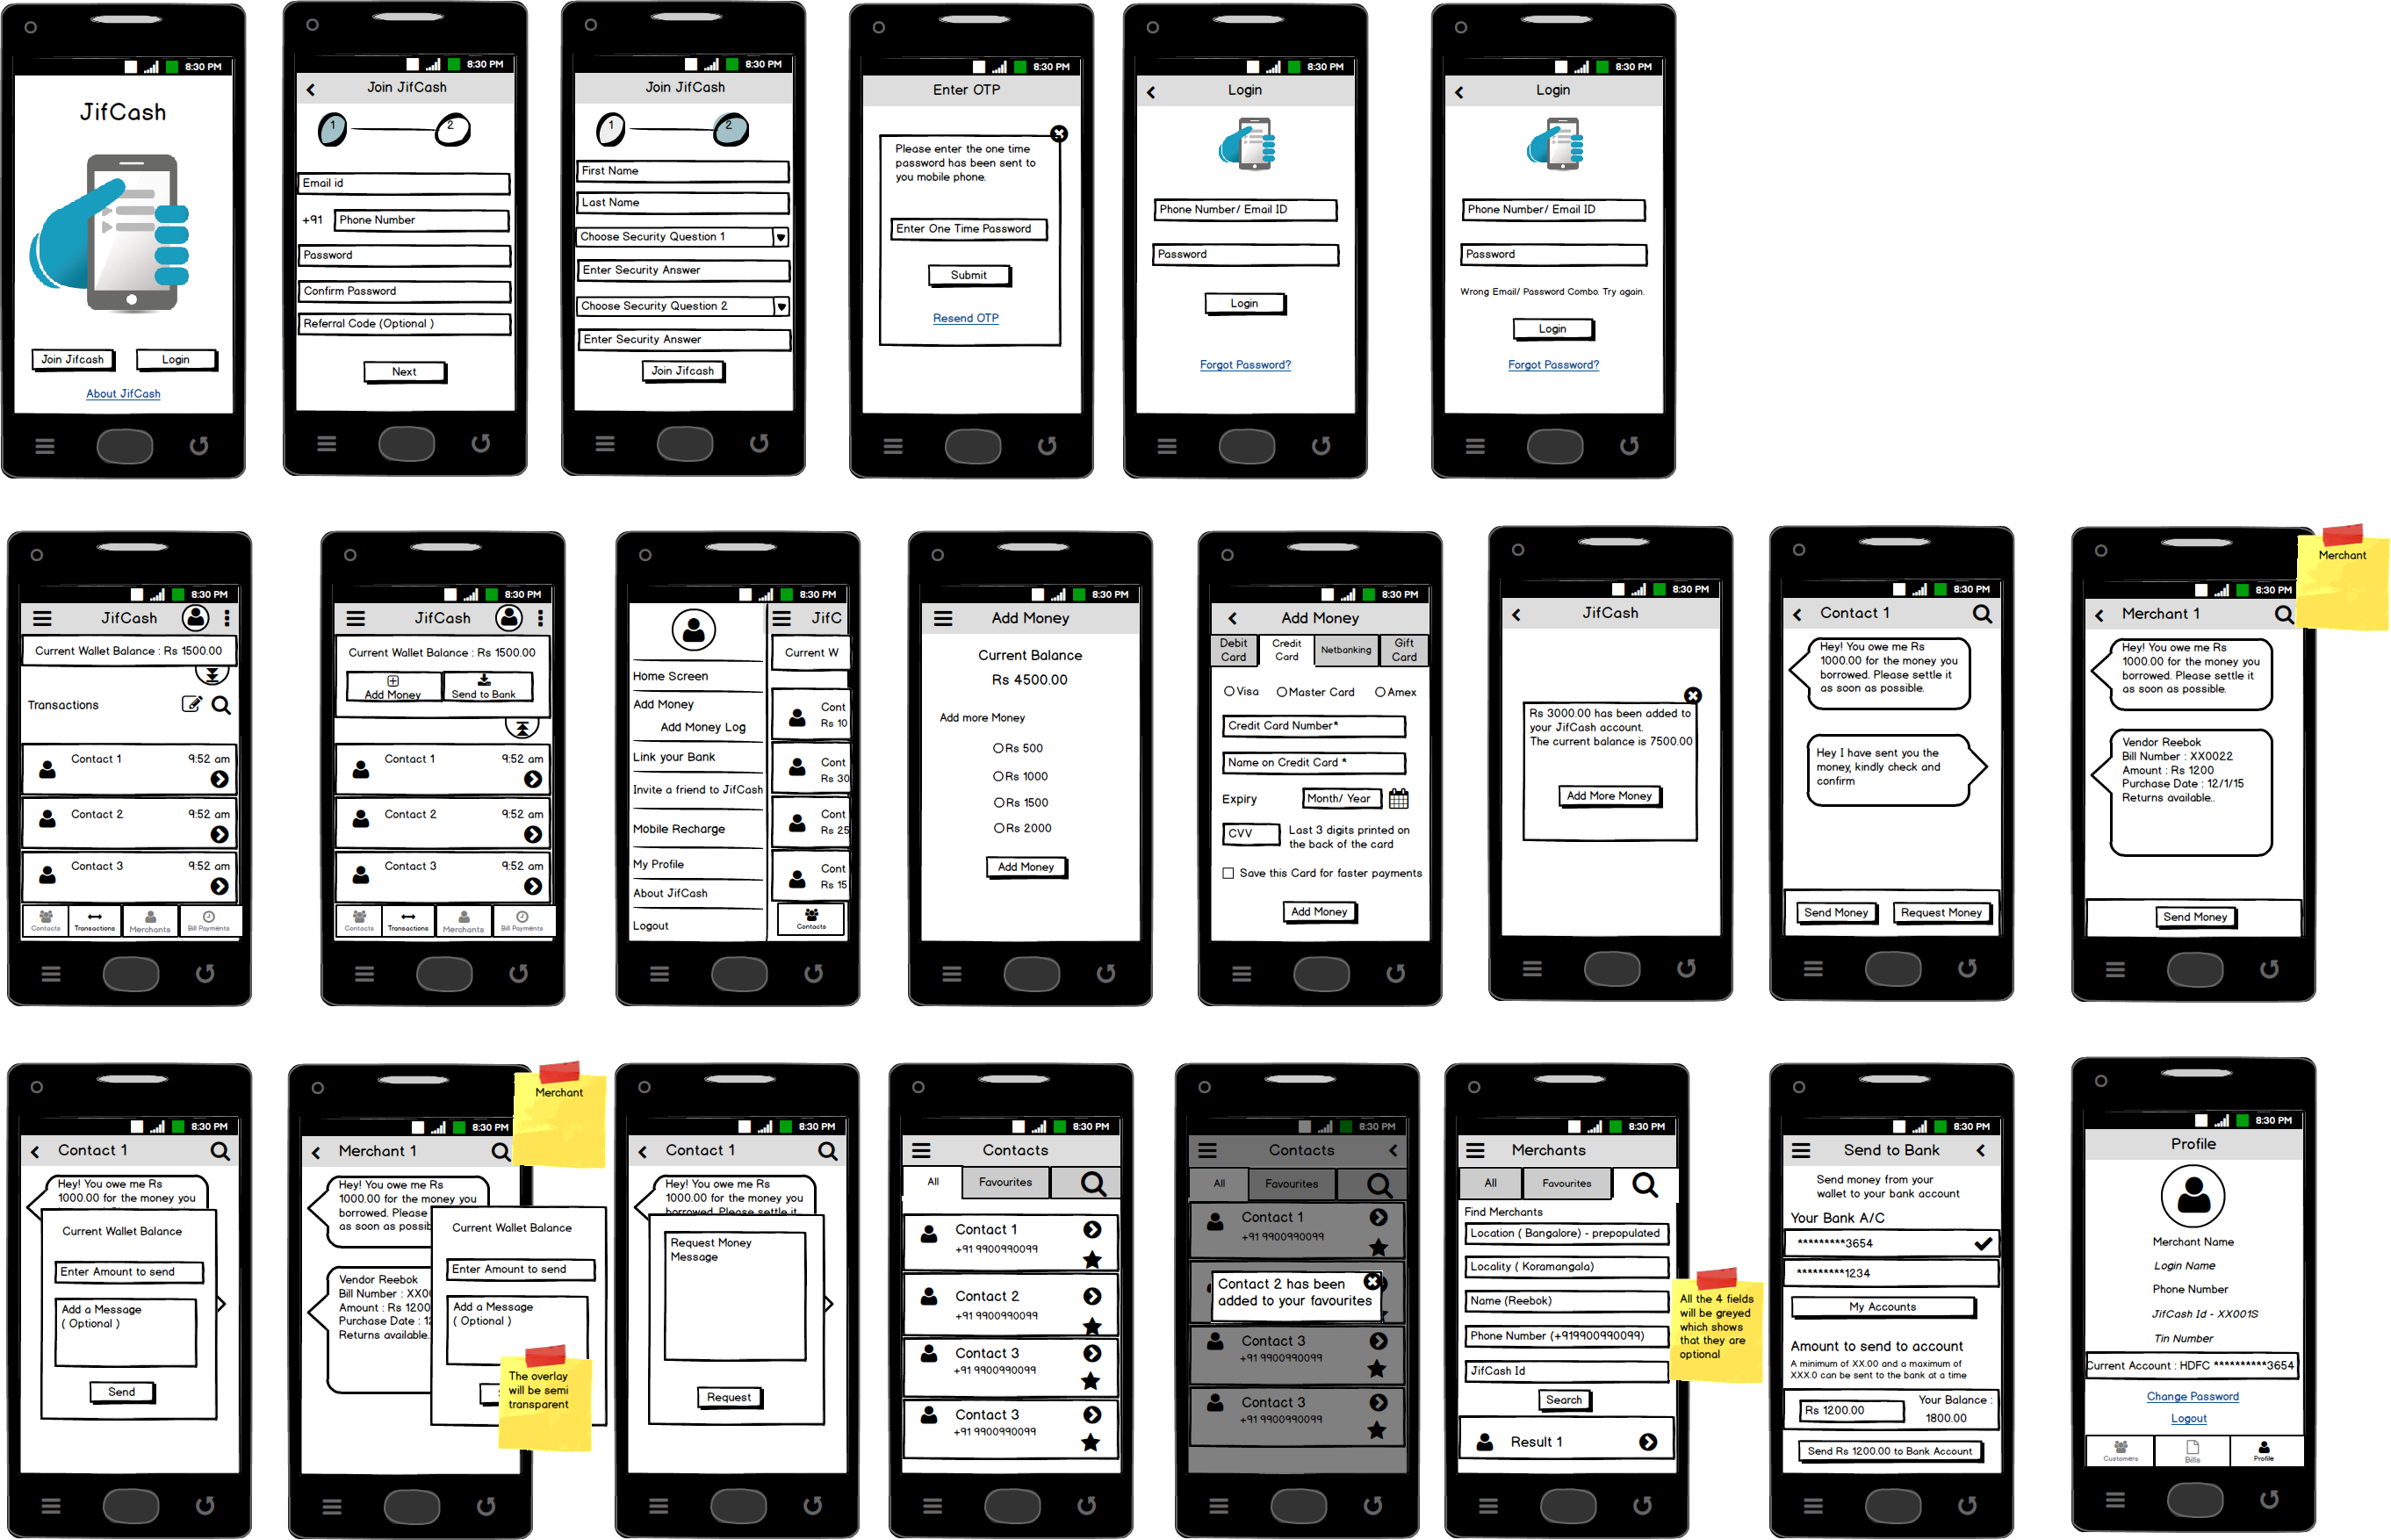 8:30 PM
JifCash
Join Jifcash
Login
About JifCash
8:30 PM
Join JifCash
1
2
Email id
+91
Phone Number
Password
Confirm Password
Referral Code (Optional )
Next
8:30 PM
Join JifCash
1
2
First Name
Last Name
Choose Security Question 1
Enter Security Answer
Choose Security Question 2
Enter Security Answer
Join Jifcash
8:30 PM
Enter OTP
Please enter the one time
password has been sent to
you mobile phone.
Enter One Time Password
Submit
Resend OTP
8:30 PM
Login
Phone Number/ Email ID
Password
Login
Forgot Password?
8:30 PM
Login
Phone Number/ Email ID
Password
Wrong Email/ Password Combo. Try again.
Login
Forgot Password?
8:30 PM
JifCash
Current Wallet Balance : Rs 1500.00
Transactions
Contact 1
9:52 am
Contact 2
9:52 am
Contact 3
9:52 am
Contacts
Transactions
Merchants
Bill Payments
8:30 PM
JifCash
Current Wallet Balance : Rs 1500.00
Add Money
Send to Bank
Contact 1
9:52 am
Contact 2
9:52 am
Contact 3
9:52 am
Contacts
Transactions
Merchants
Bill Payments
8:30 PM
Home Screen
Add Money
Add Money Log
Link your Bank
Invite a friend to JifCash
Mobile Recharge
My Profile
About JifCash
Logout
JifC
Current W
Cont
Rs 10
Cont
Rs 30
Cont
Rs 25
Cont
Rs 15
Contacts
8:30 PM
Add Money
Current Balance
Rs 4500.00
Add more Money
Rs 500
Rs 1000
Rs 1500
Rs 2000
Add Money
8:30 PM
Add Money
Debit
Card
Credit
Card
Netbanking
Gift
Card
Visa
Master Card
Amex
Credit Card Number*
Name on Credit Card *
Expiry
Month/ Year
CVV
Last 3 digits printed on
the back of the card
Save this Card for faster payments
Add Money
8:30 PM
JifCash
Rs 3000.00 has been added to
your JifCash account.
The current balance is 7500.00
Add More Money
8:30 PM
Contact 1
Hey! You owe me Rs
1000.00 for the money you
borrowed. Please settle it
as soon as possible.
Hey I have sent you the
money, kindly check and
confirm
Send Money
Request Money
8:30 PM
Merchant
Merchant 1
Hey! You owe me Rs
1000.00 for the money you
borrowed. Please settle it
as soon as possible.
Vendor Reebok
Bill Number : XX0022
Amount : Rs 1200
Purchase Date : 12/1/15
Returns available..
Send Money
8:30 PM
Contact 1
Hey! You owe me Rs
1000.00 for the money you
Current Wallet Balance
Enter Amount to send
Add a Message
( Optional )
Send
8:30 PM
Merchant
Merchant 1
Hey! You owe me Rs
1000.00 for the money you
borrowed. Please
as soon as possib
Vendor Reebok
Bill Number : XX0
Amount : Rs 1200
Purchase Date : 12
Returns available..
Current Wallet Balance
Enter Amount to send
Add a Message
( Optional )
The overlay
will be semi
transparent
8:30 PM
Contact 1
Hey! You owe me Rs
1000.00 for the money you
borrowed. Please settle it
Request Money
Message
Request
8:30 PM
Contacts
All
Favourites
Contact 1
+91 9900990099
Contact 2
+91 9900990099
Contact 3
+91 9900990099
Contact 3
+91 9900990099
8:30 PM
Contacts
All
Favourites
Contact 1
+91 9900990099
Contact 2 has been
added to your favourites
Contact 3
+91 9900990099
Contact 3
+91 9900990099
8:30 PM
Merchants
All
Favourites
Find Merchants
Location ( Bangalore) - prepopulated
Locality ( Koramangala)
Name (Reebok)
Phone Number (+919900990099)
JifCash Id
Search
Result 1
All the 4 fields
will be greyed
which shows
that they are
optional
8:30 PM
Send to Bank
Send money from your
wallet to your bank account
Your Bank A/C
*********3654
*********1234
My Accounts
Amount to send to account
A minimum of XX.00 and a maximum of
XXX.0 can be sent to the bank at a time
Rs 1200.00
Your Balance :
1800.00
Send Rs 1200.00 to Bank Account
8:30 PM
Profile
Merchant Name
Login Name
Phone Number
JifCash Id - XX001S
Tin Number
Current Account : HDFC **********3654
Change Password
Logout
Customers
Bills
Profile